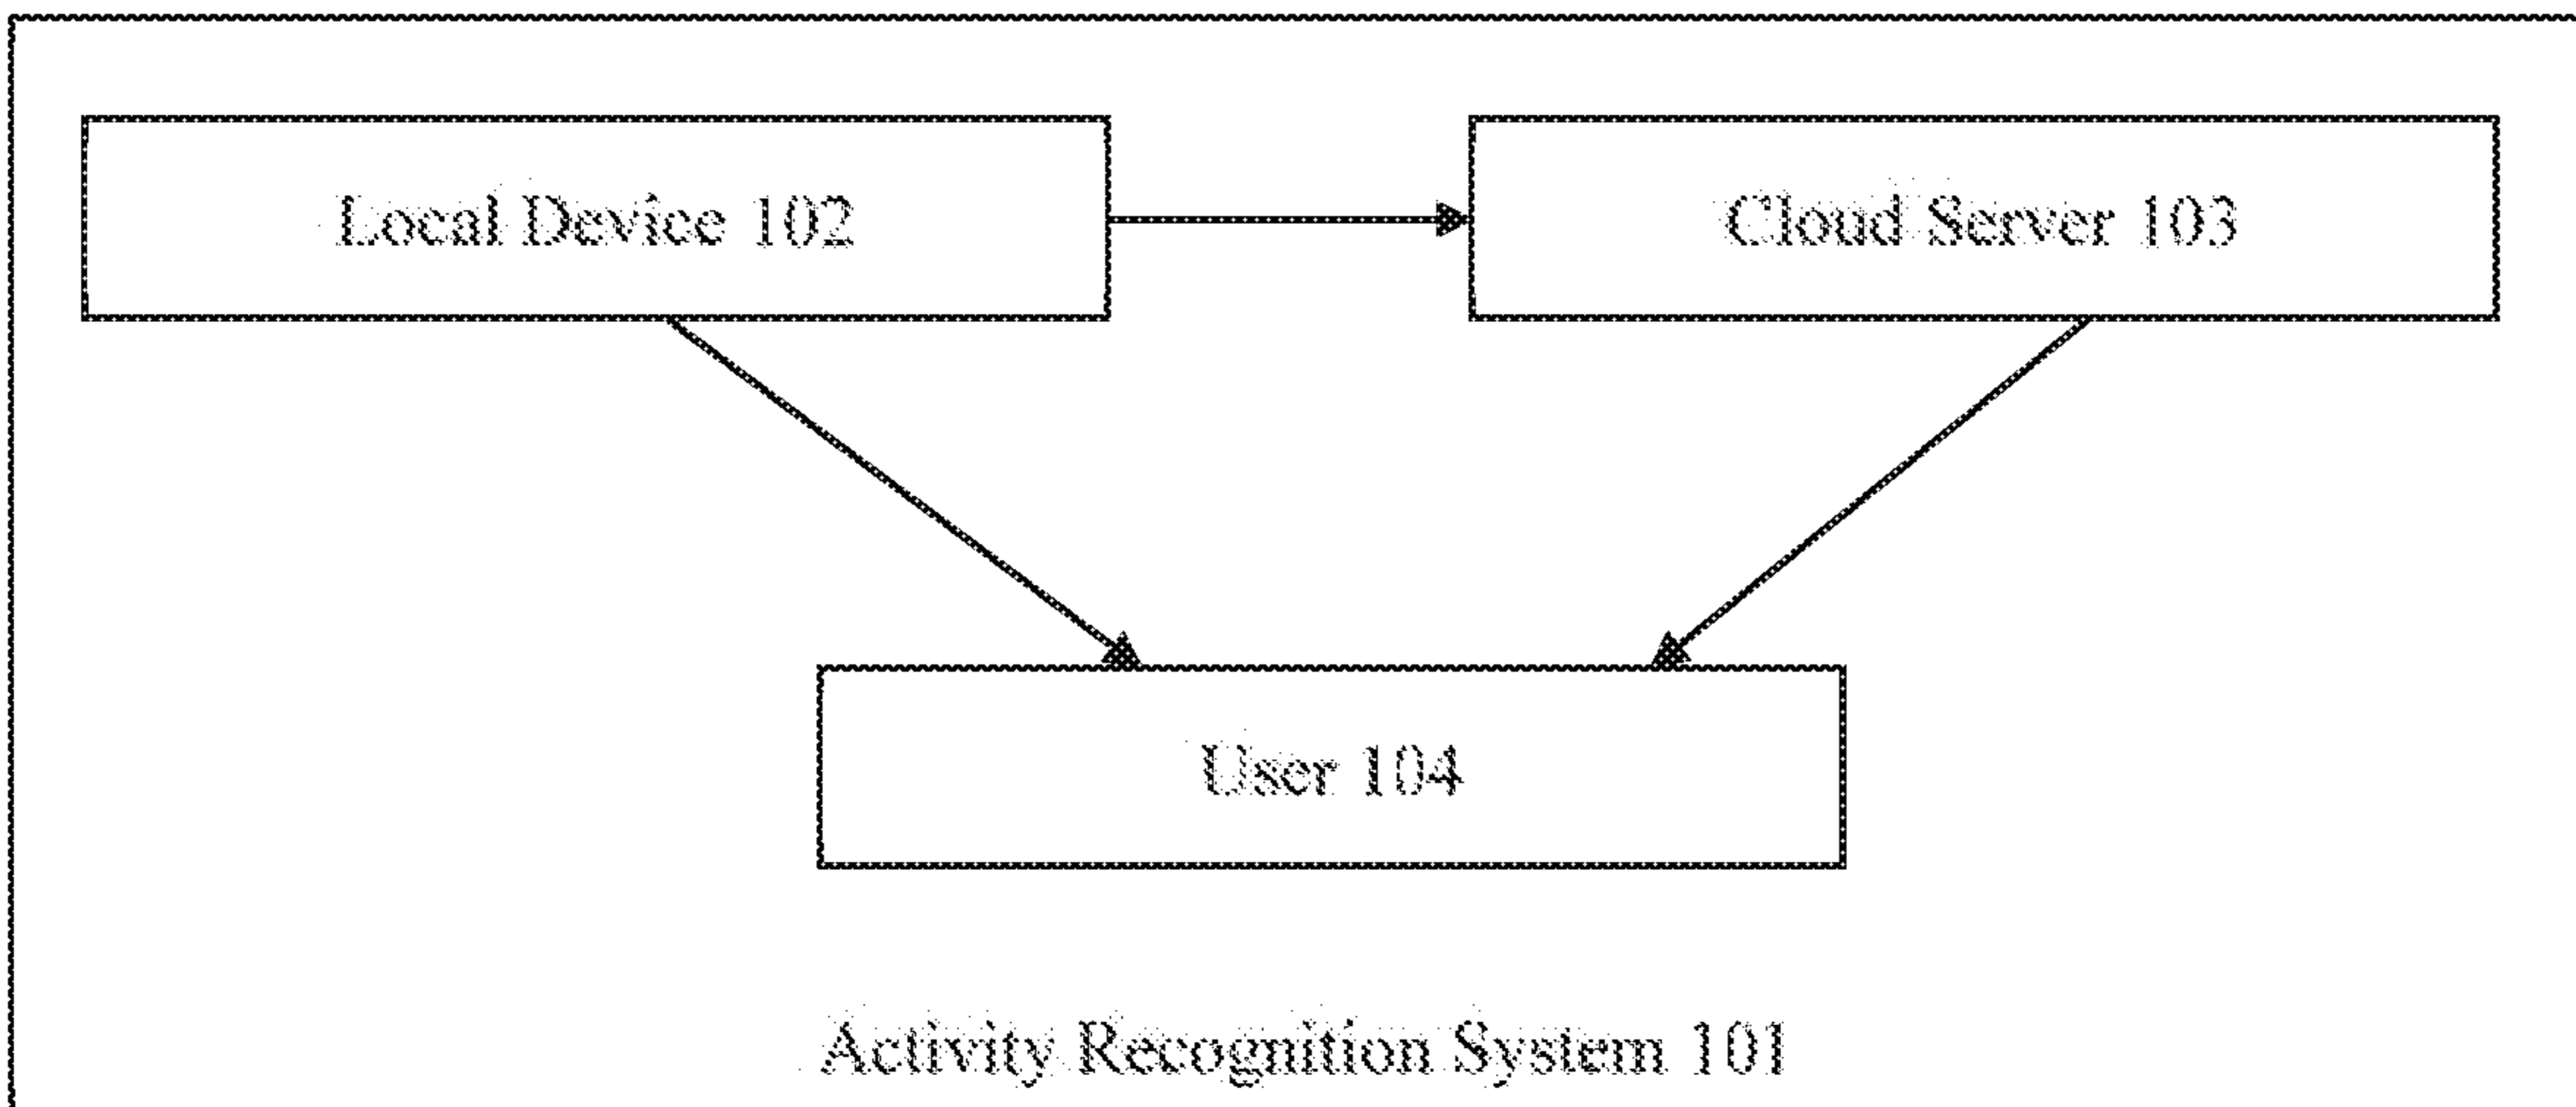 Local Device 102
Cloud Server 103
User 104
Activity Recognition System 101